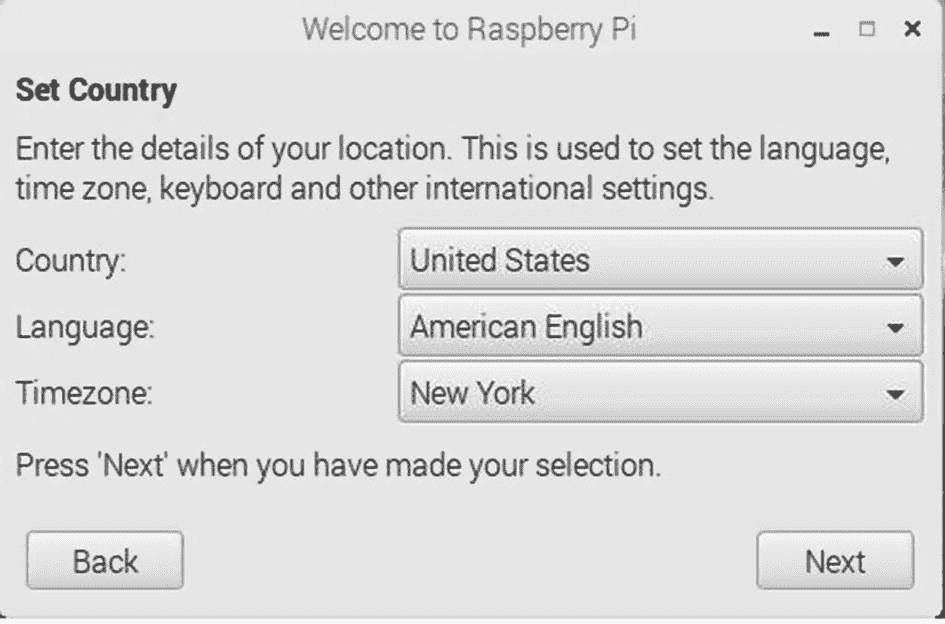 Welcome to Raspberry Pi
Set Country
Enter the details of your location. This is used to set the language,
time zone, keyboard and other international settings.
Country: United States
Language: American English
Timezone: New York
Press 'Next' when you have made your selection.
Back Next